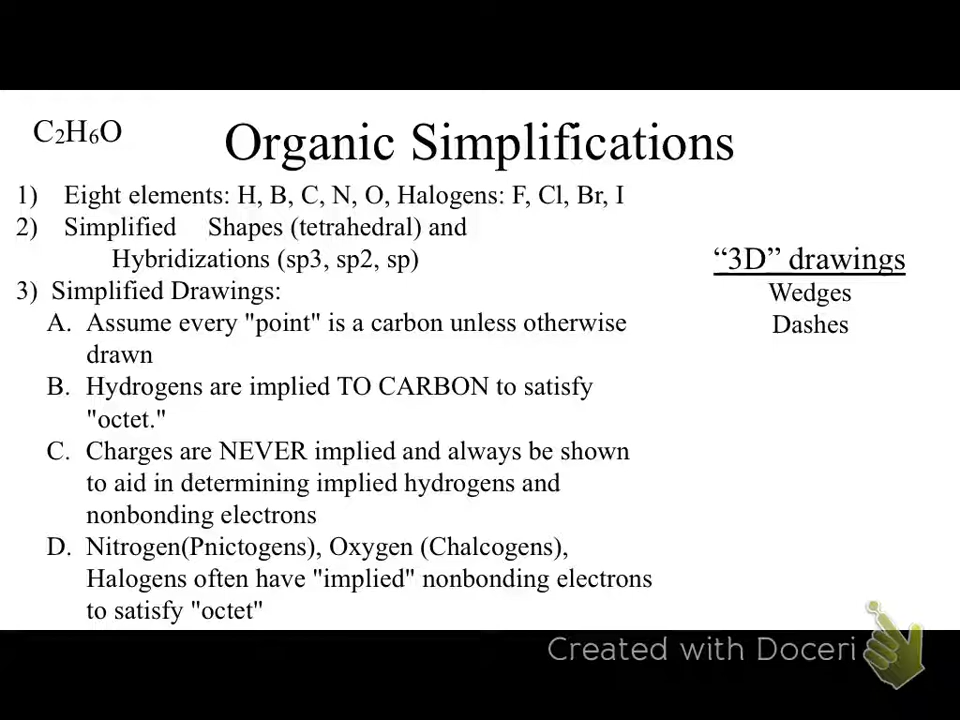 C₂H₆O
Organic Simplifications
1) Eight elements: H, B, C, N, O, Halogens: F, Cl, Br, I
2) Simplified Shapes (tetrahedral) and
Hybridizations (sp3, sp2, sp)
3) Simplified Drawings:
A. Assume every "point" is a carbon unless otherwise
drawn
B. Hydrogens are implied TO CARBON to satisfy
"octet."
C. Charges are NEVER implied and always be shown
to aid in determining implied hydrogens and
nonbonding electrons
D. Nitrogen(Pnictogens), Oxygen (Chalcogens),
Halogens often have "implied" nonbonding electrons
to satisfy "octet"
“3D” drawings
Wedges
Dashes
Created with Doceri